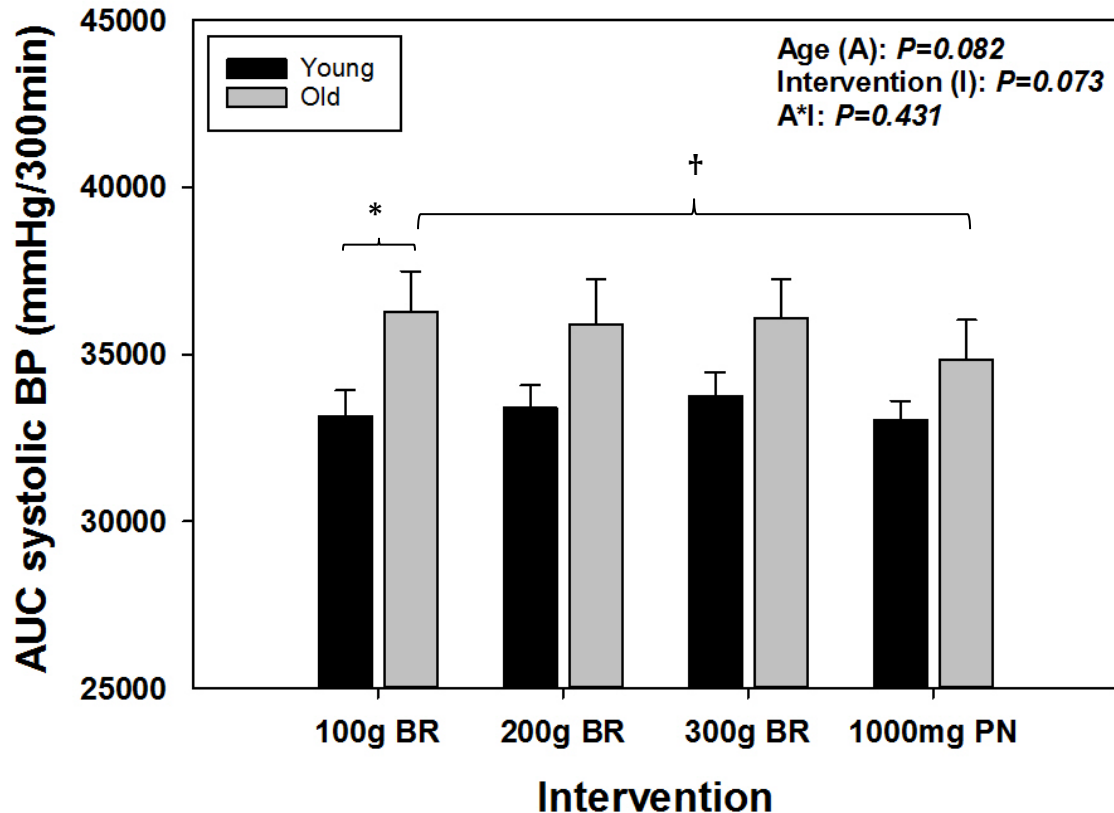 45000
Young
Old
Age (A): P=0.082
Intervention (I): P=0.073
A*I: P=0.431
†
40000
*
35000
30000
25000
AUC systolic BP (mmHg/300min)
100g BR 200g BR 300g BR 1000mg PN
Intervention